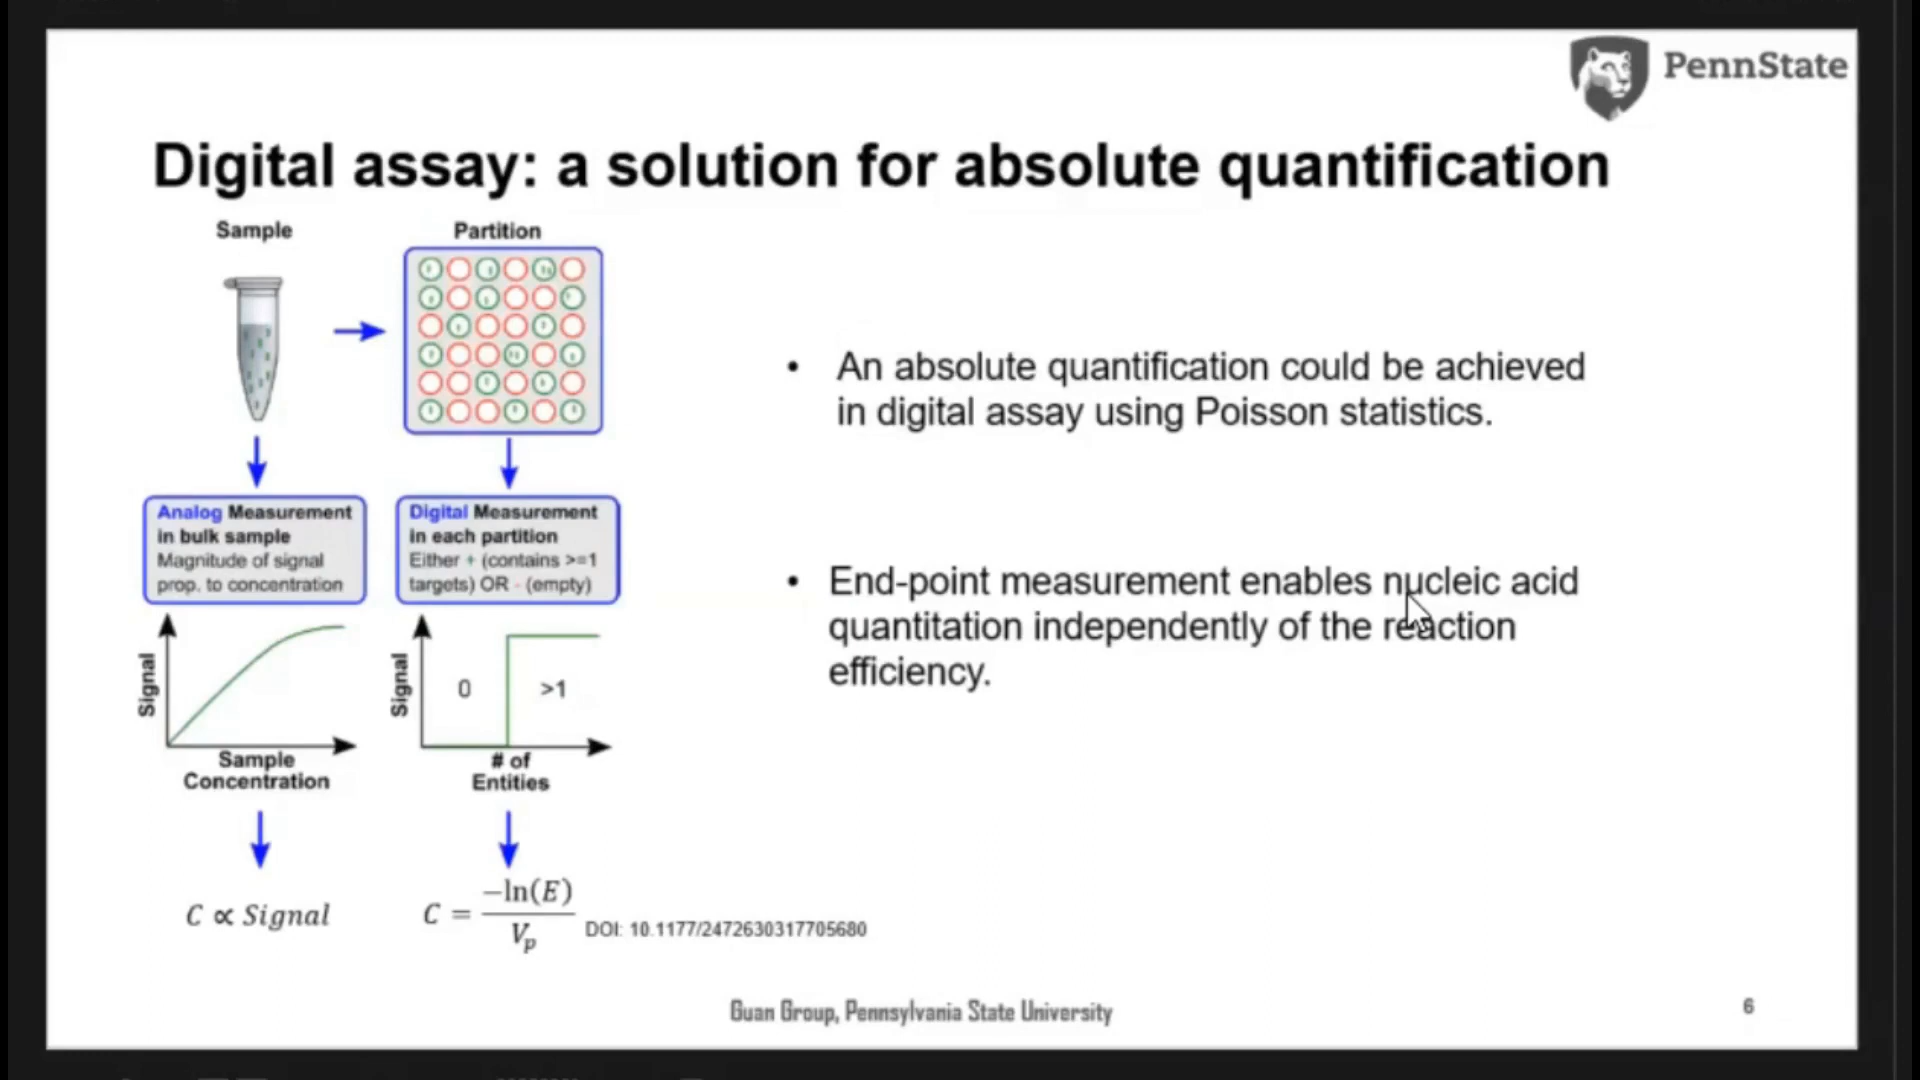 PennState
Digital assay: a solution for absolute quantification
Sample
Partition
Analog Measurement
in bulk sample
Magnitude of signal
prop. to concentration
Digital Measurement
in each partition
Either + (contains >=1
targets) OR - (empty)
Signal
Sample
Concentration
Signal
0
>1
# of
Entities
C ∝ Signal
C = −ln(E) / Vp
DOI: 10.1177/2472630317705680
• An absolute quantification could be achieved
in digital assay using Poisson statistics.
• End-point measurement enables nucleic acid
quantitation independently of the reaction
efficiency.
Guan Group, Pennsylvania State University
6